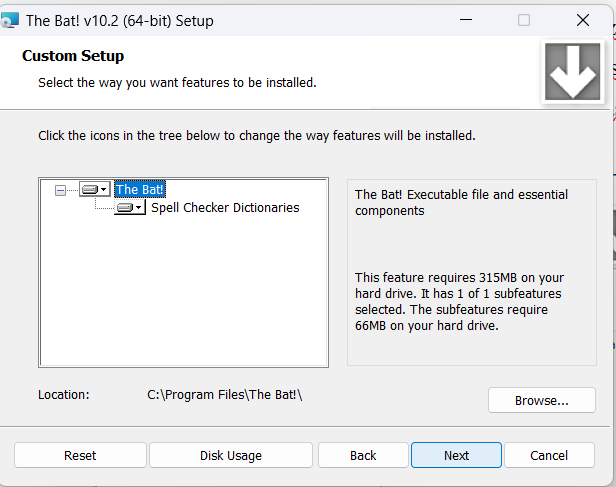 The Bat! v10.2 (64-bit) Setup
Custom Setup
Select the way you want features to be installed.
Click the icons in the tree below to change the way features will be installed.
The Bat!
Spell Checker Dictionaries
The Bat! Executable file and essential
components
This feature requires 315MB on your
hard drive. It has 1 of 1 subfeatures
selected. The subfeatures require
66MB on your hard drive.
Location: C:\Program Files\The Bat!\
Browse...
Reset Disk Usage Back Next Cancel